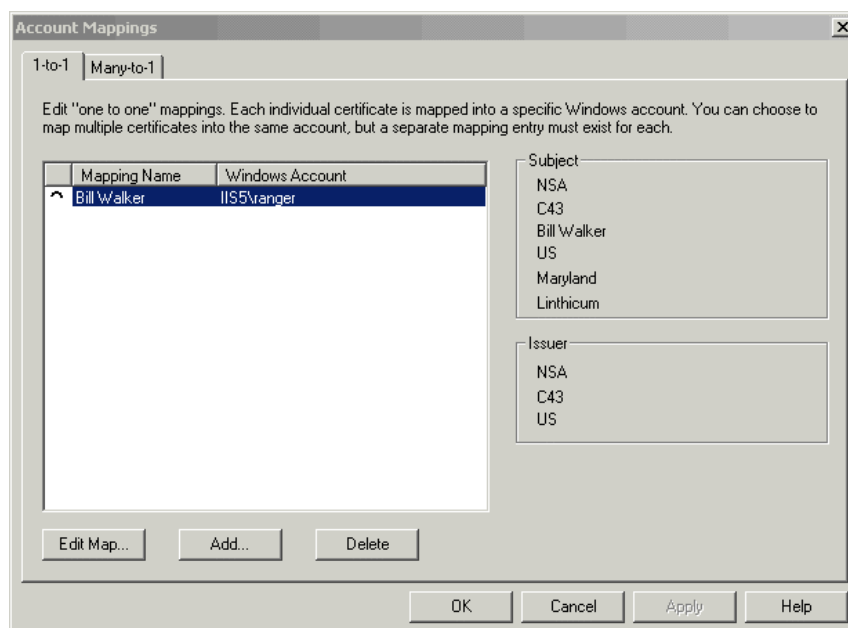 Account Mappings
1-to-1 Many-to-1
Edit "one to one" mappings. Each individual certificate is mapped into a specific Windows account. You can choose to
map multiple certificates into the same account, but a separate mapping entry must exist for each.
Mapping Name Windows Account
Bill Walker IIS5\ranger
Subject
NSA
C43
Bill Walker
US
Maryland
Linthicum
Issuer
NSA
C43
US
Edit Map... Add... Delete
OK Cancel Apply Help